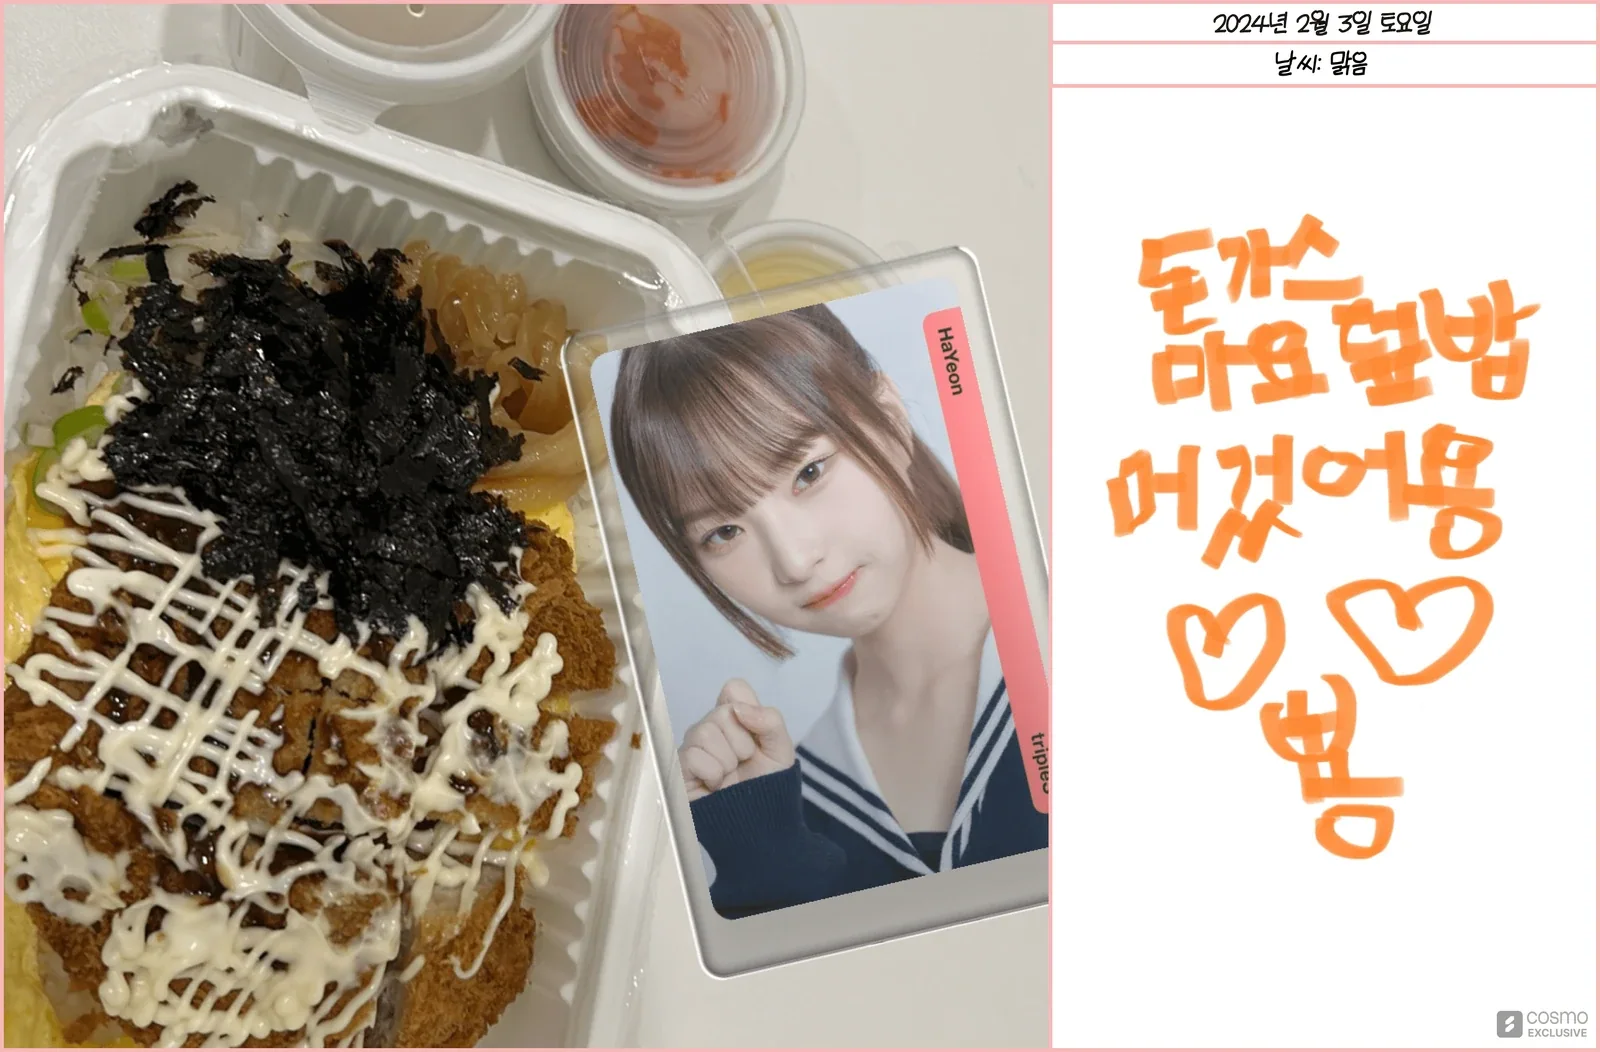 2024년 2월 3일 토요일
날씨: 맑음
HaYeon
tripleS
돈가스
마요 덮밥
머겄어용
뿅
COSMO
EXCLUSIVE